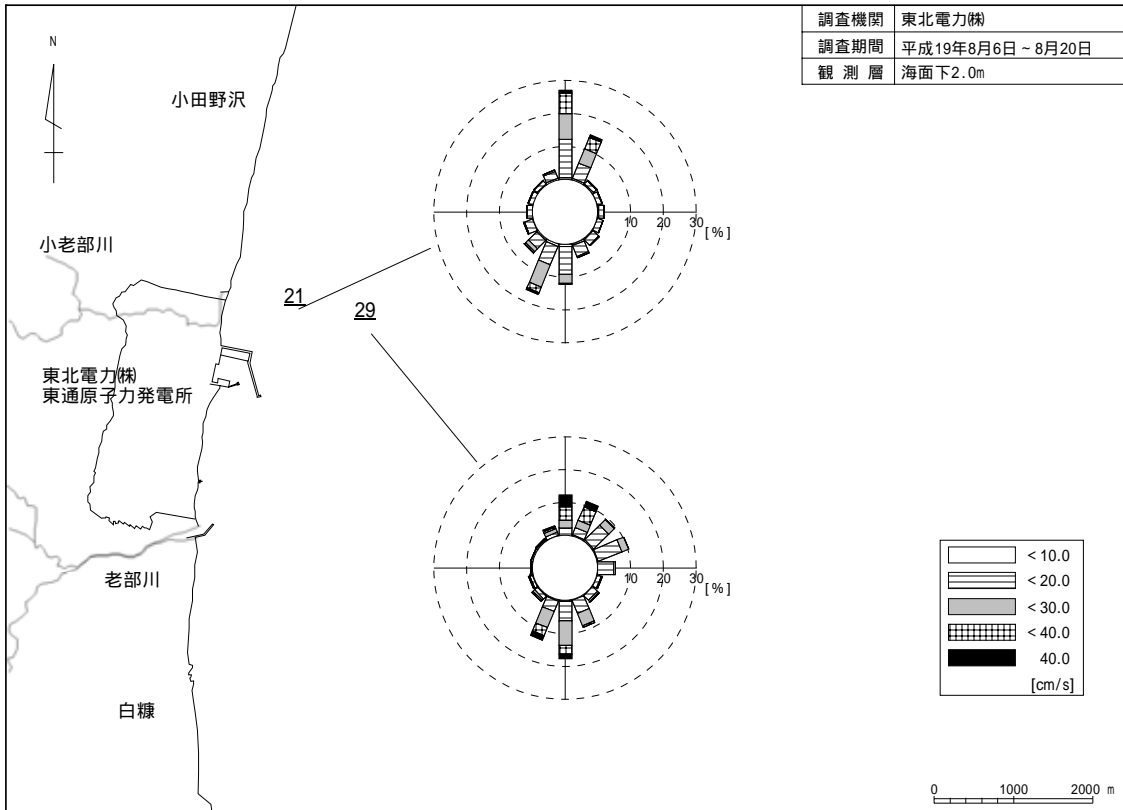 調査機関 東北電力㈱
調査期間 平成19年8月6日~8月20日
観測層 海面下2.0m
N
小田野沢
小老部川
東北電力㈱
東通原子力発電所
老部川
白糠
21
29
10 20 30
[%]
10 20 30
[%]
<10.0
<20.0
<30.0
<40.0
40.0
[cm/s]
0 1000 2000 m